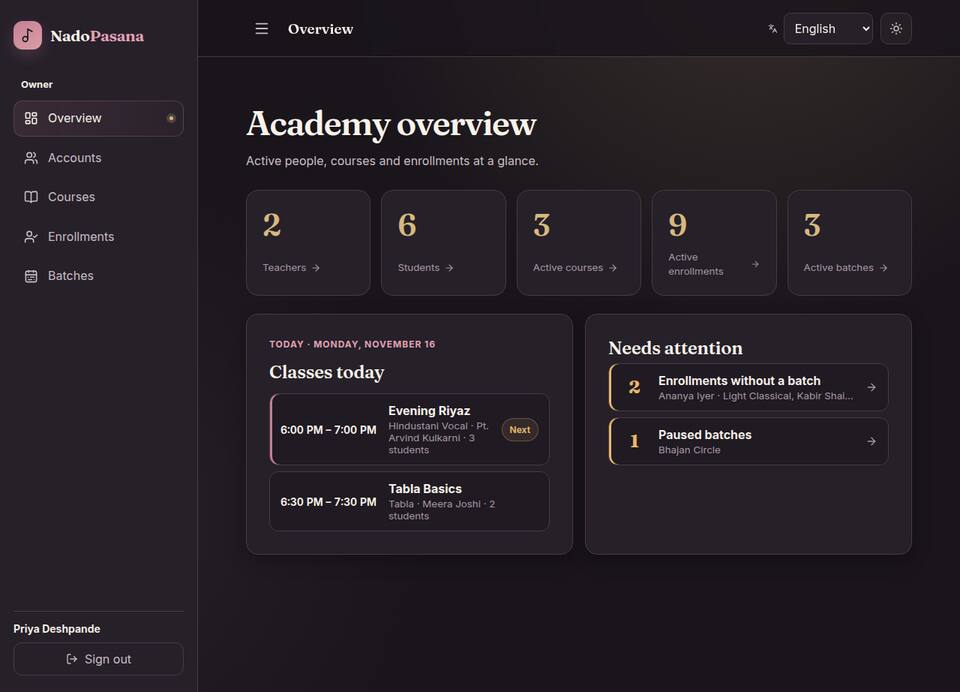 NadoPasana
Owner
Overview
Accounts
Courses
Enrollments
Batches
Priya Deshpande
Sign out
Overview
English
Academy overview
Active people, courses and enrollments at a glance.
2
Teachers →
6
Students →
3
Active courses →
9
Active
enrollments →
3
Active batches →
TODAY · MONDAY, NOVEMBER 16
Classes today
6:00 PM – 7:00 PM
Evening Riyaz
Hindustani Vocal · Pt.
Arvind Kulkarni · 3
students
Next
6:30 PM – 7:30 PM
Tabla Basics
Tabla · Meera Joshi · 2
students
Needs attention
2
Enrollments without a batch
Ananya Iyer · Light Classical, Kabir Shai...
→
1
Paused batches
Bhajan Circle
→